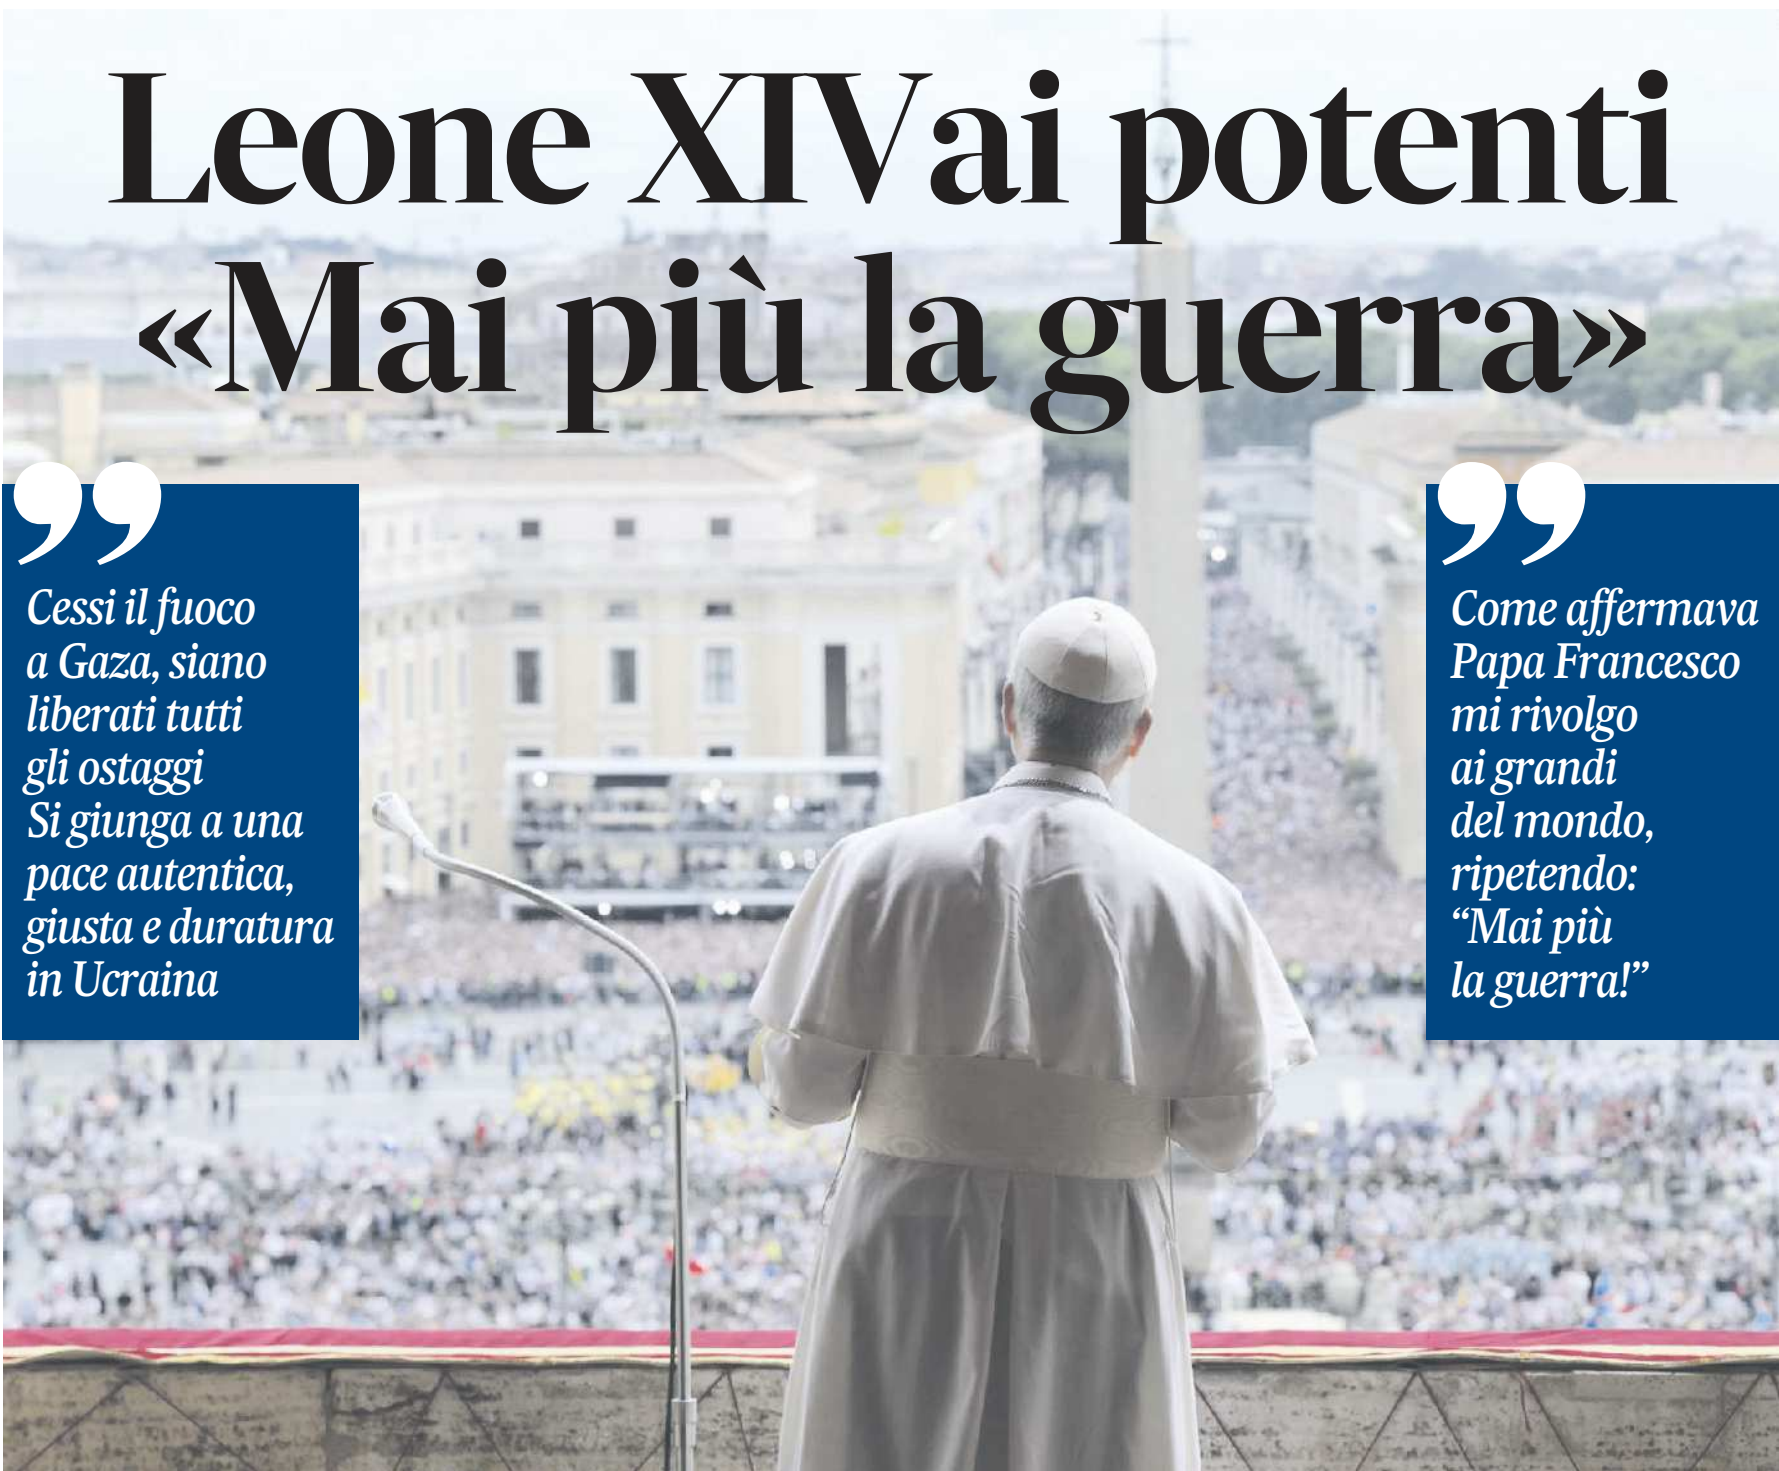 Leone XIV ai potenti
«Mai più la guerra»
”
Cessi il fuoco
a Gaza, siano
liberati tutti
gli ostaggi
Si giunga a una
pace autentica,
giusta e duratura
in Ucraina
”
Come affermava
Papa Francesco
mi rivolgo
ai grandi
del mondo,
ripetendo:
“Mai più
la guerra!”